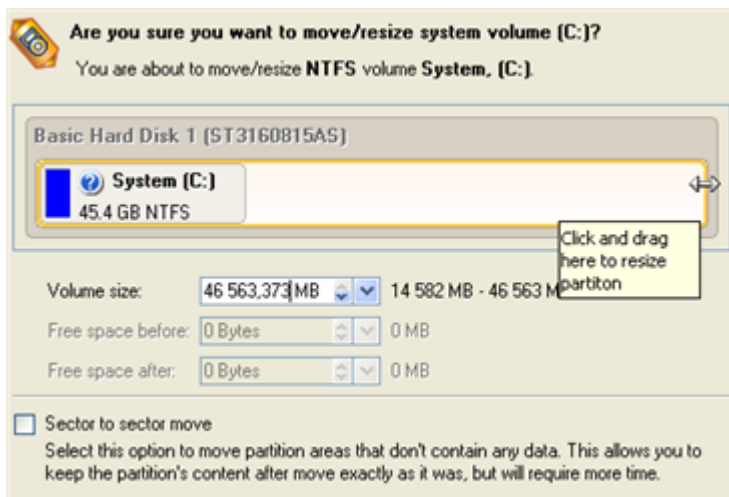 Are you sure you want to move/resize system volume (C:)?
You are about to move/resize NTFS volume System, (C:).
Basic Hard Disk 1 (ST3160815AS)
System (C:)
45.4 GB NTFS
Click and drag
here to resize
partiton
Volume size: 46 563,373 MB 14 582 MB - 46 563 M
Free space before: 0 Bytes 0 MB
Free space after: 0 Bytes 0 MB
Sector to sector move
Select this option to move partition areas that don't contain any data. This allows you to
keep the partition's content after move exactly as it was, but will require more time.